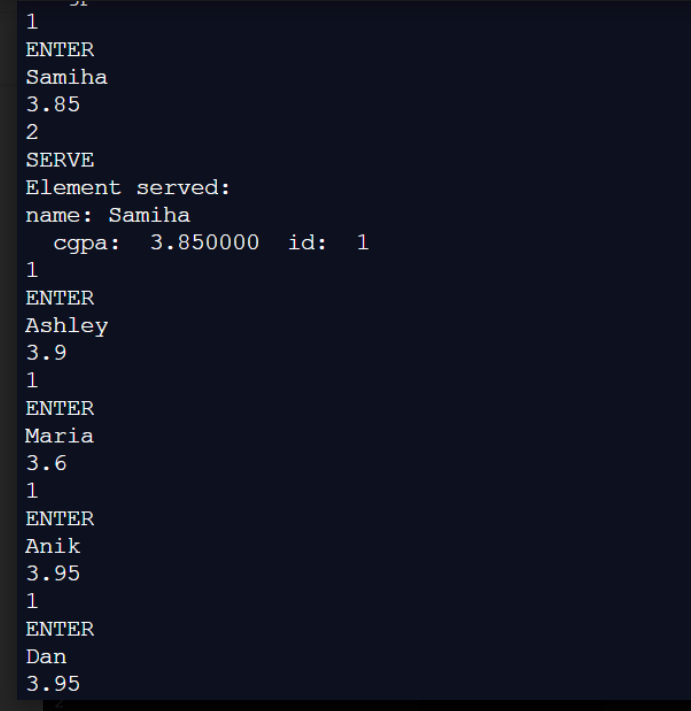 1
ENTER
Samiha
3.85
2
SERVE
Element served:
name: Samiha
  cgpa:  3.850000  id:  1
1
ENTER
Ashley
3.9
1
ENTER
Maria
3.6
1
ENTER
Anik
3.95
1
ENTER
Dan
3.95